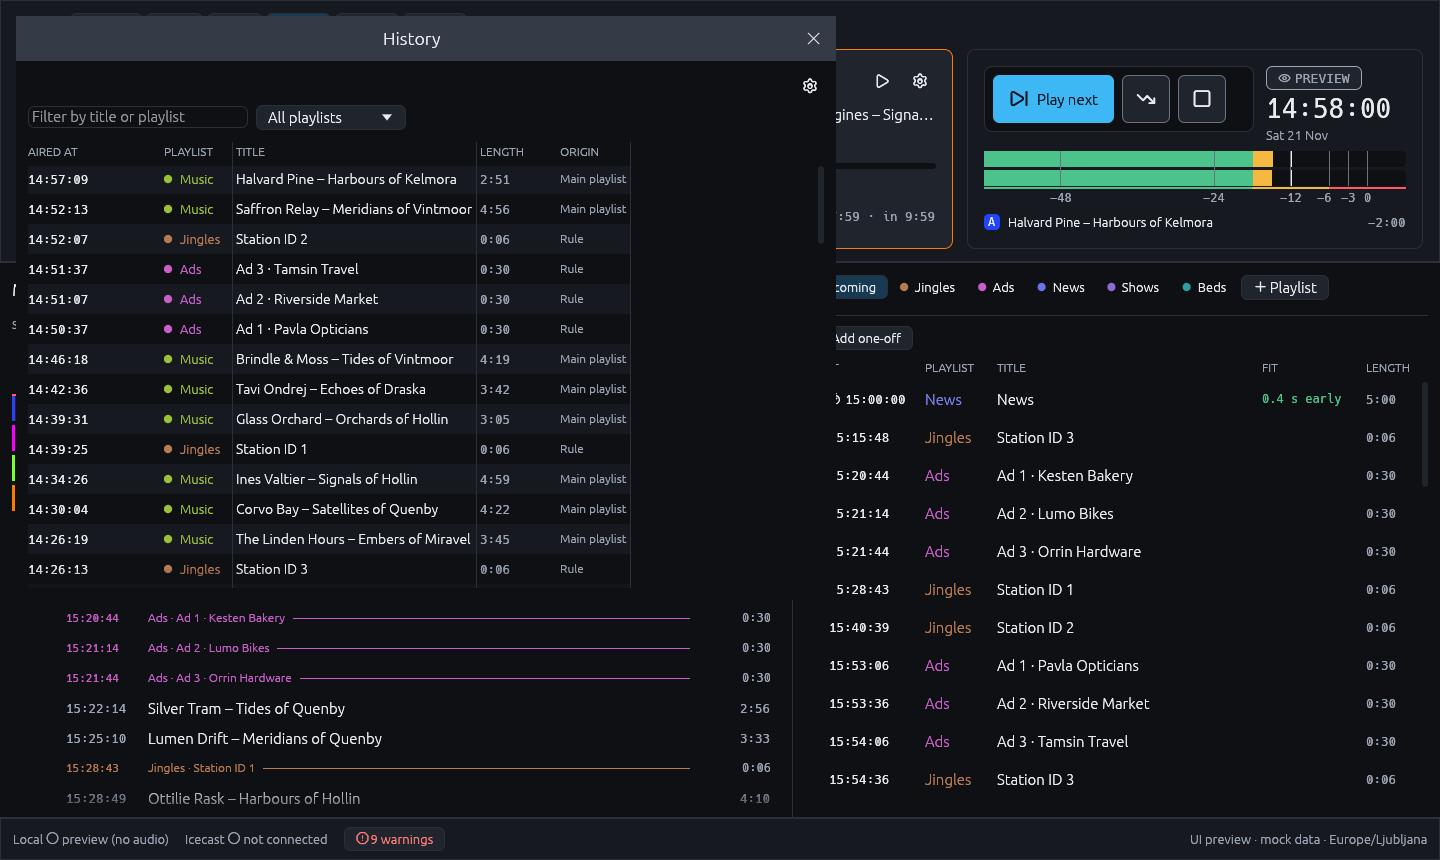 History
Filter by title or playlist
All playlists
AIRED AT PLAYLIST TITLE LENGTH ORIGIN
14:57:09 Music Halvard Pine – Harbours of Kelmora 2:51 Main playlist
14:52:13 Music Saffron Relay – Meridians of Vintmoor 4:56 Main playlist
14:52:07 Jingles Station ID 2 0:06 Rule
14:51:37 Ads Ad 3 · Tamsin Travel 0:30 Rule
14:51:07 Ads Ad 2 · Riverside Market 0:30 Rule
14:50:37 Ads Ad 1 · Pavla Opticians 0:30 Rule
14:46:18 Music Brindle & Moss – Tides of Vintmoor 4:19 Main playlist
14:42:36 Music Tavi Ondrej – Echoes of Draska 3:42 Main playlist
14:39:31 Music Glass Orchard – Orchards of Hollin 3:05 Main playlist
14:39:25 Jingles Station ID 1 0:06 Rule
14:34:26 Music Ines Valtier – Signals of Hollin 4:59 Main playlist
14:30:04 Music Corvo Bay – Satellites of Quenby 4:22 Main playlist
14:26:19 Music The Linden Hours – Embers of Miravel 3:45 Main playlist
14:26:13 Jingles Station ID 3 0:06 Rule
gines – Signa…
:59 · in 9:59
Play next
PREVIEW
14:58:00
Sat 21 Nov
−48 −24 −12 −6 −3 0
A Halvard Pine – Harbours of Kelmora −2:00
coming Jingles Ads News Shows Beds + Playlist
Add one-off
PLAYLIST TITLE FIT LENGTH
15:00:00 News News 0.4 s early 5:00
5:15:48 Jingles Station ID 3 0:06
5:20:44 Ads Ad 1 · Kesten Bakery 0:30
5:21:14 Ads Ad 2 · Lumo Bikes 0:30
5:21:44 Ads Ad 3 · Orrin Hardware 0:30
5:28:43 Jingles Station ID 1 0:06
15:40:39 Jingles Station ID 2 0:06
15:53:06 Ads Ad 1 · Pavla Opticians 0:30
15:53:36 Ads Ad 2 · Riverside Market 0:30
15:54:06 Ads Ad 3 · Tamsin Travel 0:30
15:54:36 Jingles Station ID 3 0:06
15:20:44 Ads · Ad 1 · Kesten Bakery 0:30
15:21:14 Ads · Ad 2 · Lumo Bikes 0:30
15:21:44 Ads · Ad 3 · Orrin Hardware 0:30
15:22:14 Silver Tram – Tides of Quenby 2:56
15:25:10 Lumen Drift – Meridians of Quenby 3:33
15:28:43 Jingles · Station ID 1 0:06
15:28:49 Ottilie Rask – Harbours of Hollin 4:10
Local preview (no audio) Icecast not connected 9 warnings
UI preview · mock data · Europe/Ljubljana